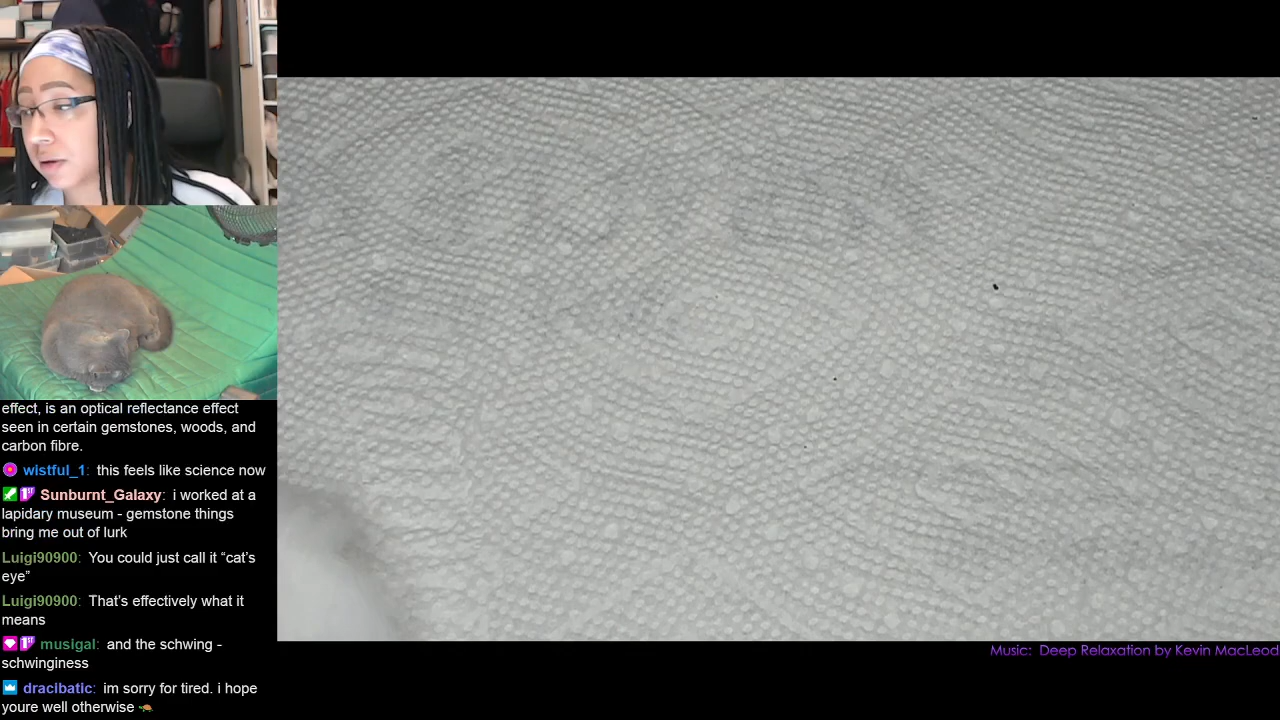 effect, is an optical reflectance effect
seen in certain gemstones, woods, and
carbon fibre.
wistful_1: this feels like science now
Sunburnt_Galaxy: i worked at a
lapidary museum - gemstone things
bring me out of lurk
Luigi90900: You could just call it “cat’s
eye”
Luigi90900: That’s effectively what it
means
musigal: and the schwing -
schwinginess
dracibatic: im sorry for tired. i hope
youre well otherwise
Music: Deep Relaxation by Kevin MacLeod